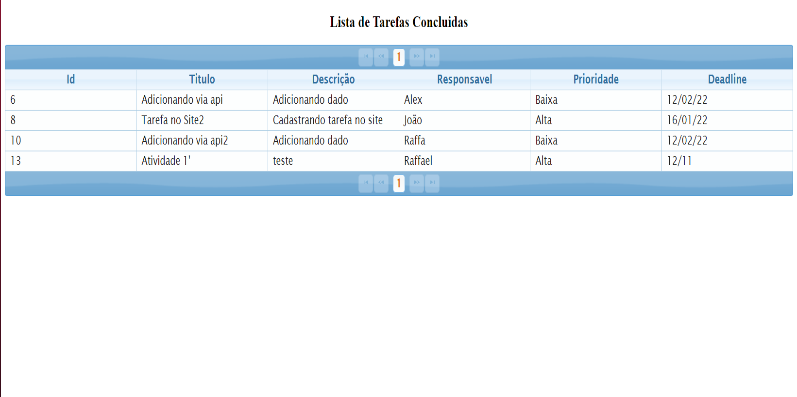 Lista de Tarefas Concluidas
1
Id Titulo Descrição Responsavel Prioridade Deadline
6 Adicionando via api Adicionando dado Alex Baixa 12/02/22
8 Tarefa no Site2 Cadastrando tarefa no site João Alta 16/01/22
10 Adicionando via api2 Adicionando dado Raffa Baixa 12/02/22
13 Atividade 1' teste Raffael Alta 12/11
1